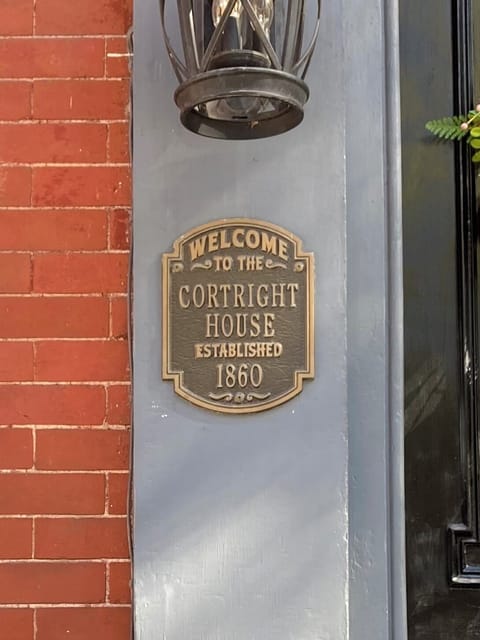 WELCOME
TO THE
CORTRIGHT
HOUSE
ESTABLISHED
1860